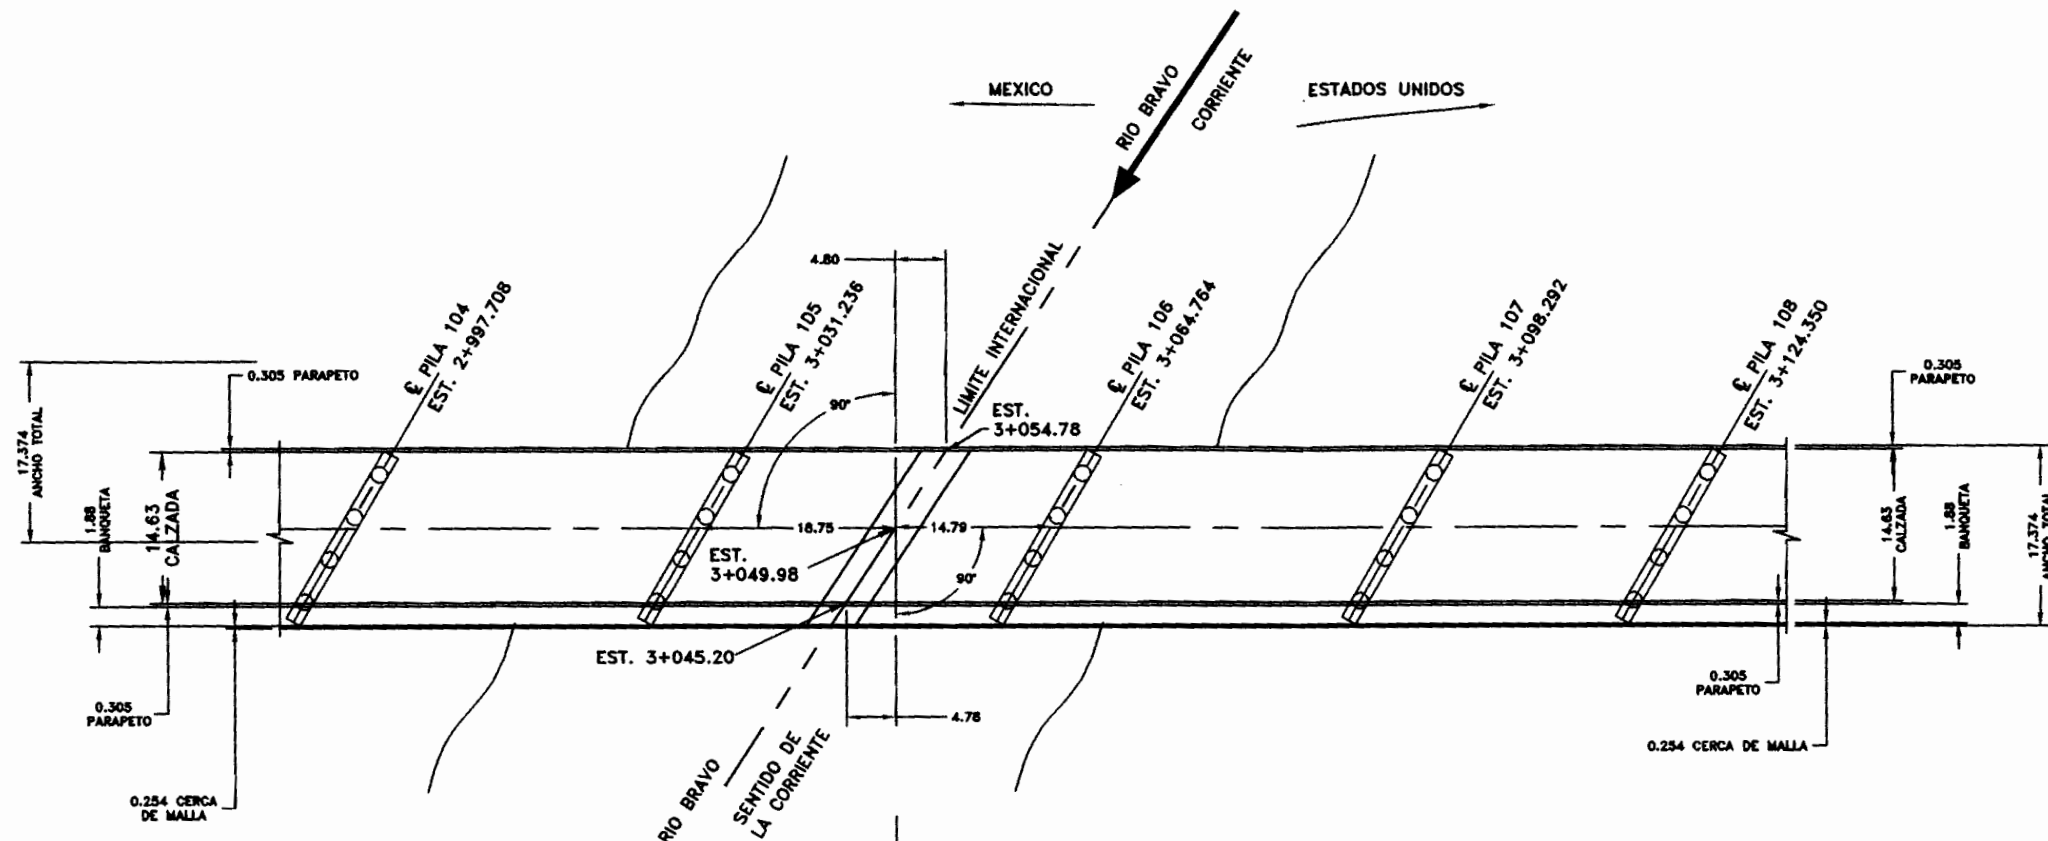 MEXICO
ESTADOS UNIDOS
RIO BRAVO
CORRIENTE
4.80
LIMITE INTERNACIONAL
℄ PILA 104
EST. 2+997.708
℄ PILA 105
EST. 3+031.236
℄ PILA 106
EST. 3+064.764
℄ PILA 107
EST. 3+098.292
℄ PILA 108
EST. 3+124.350
0.305 PARAPETO
0.305
PARAPETO
90°
EST.
3+054.78
17.374
ANCHO TOTAL
1.88
BANQUETA
14.63
CALZADA
18.75
14.79
EST.
3+049.98
90°
14.63
CALZADA
1.88
BANQUETA
17.374
ANCHO TOTAL
EST. 3+045.20
0.305
PARAPETO
4.78
0.305
PARAPETO
0.254 CERCA DE MALLA
0.254 CERCA
DE MALLA
RIO BRAVO
SENTIDO DE
LA CORRIENTE